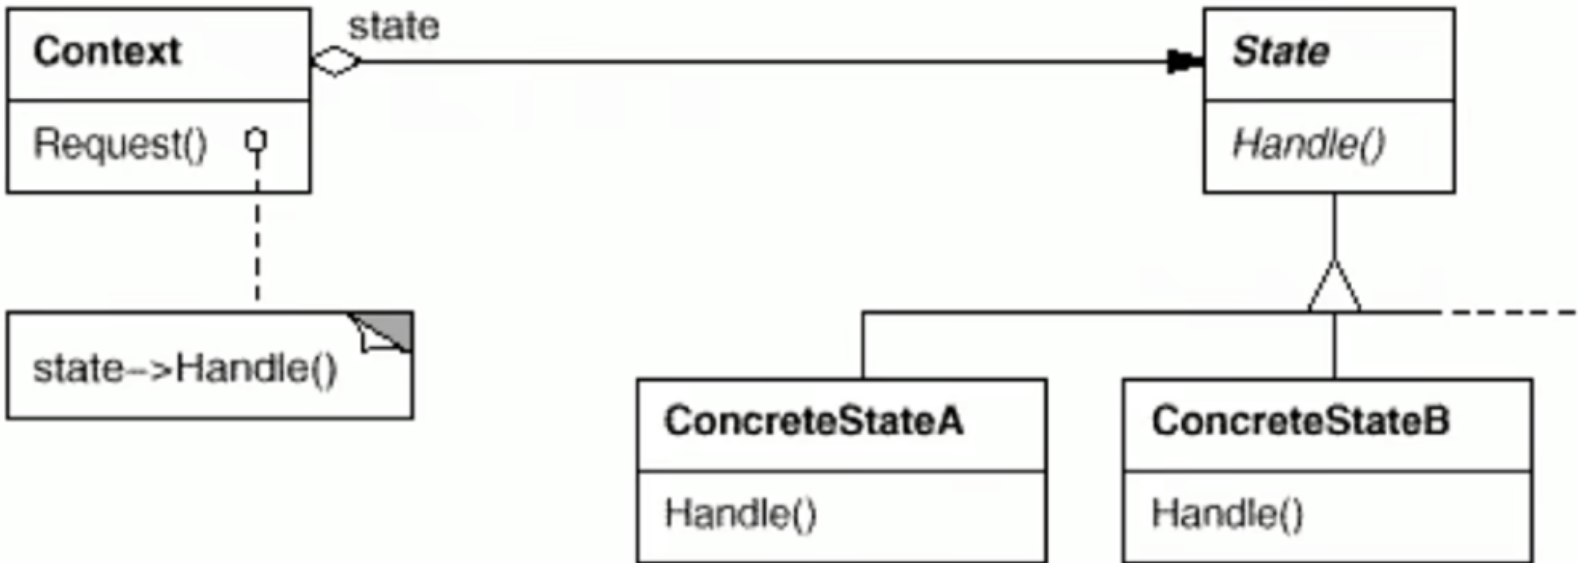 state
Context
State
Request()
Handle()
state–>Handle()
ConcreteStateA
ConcreteStateB
Handle()
Handle()